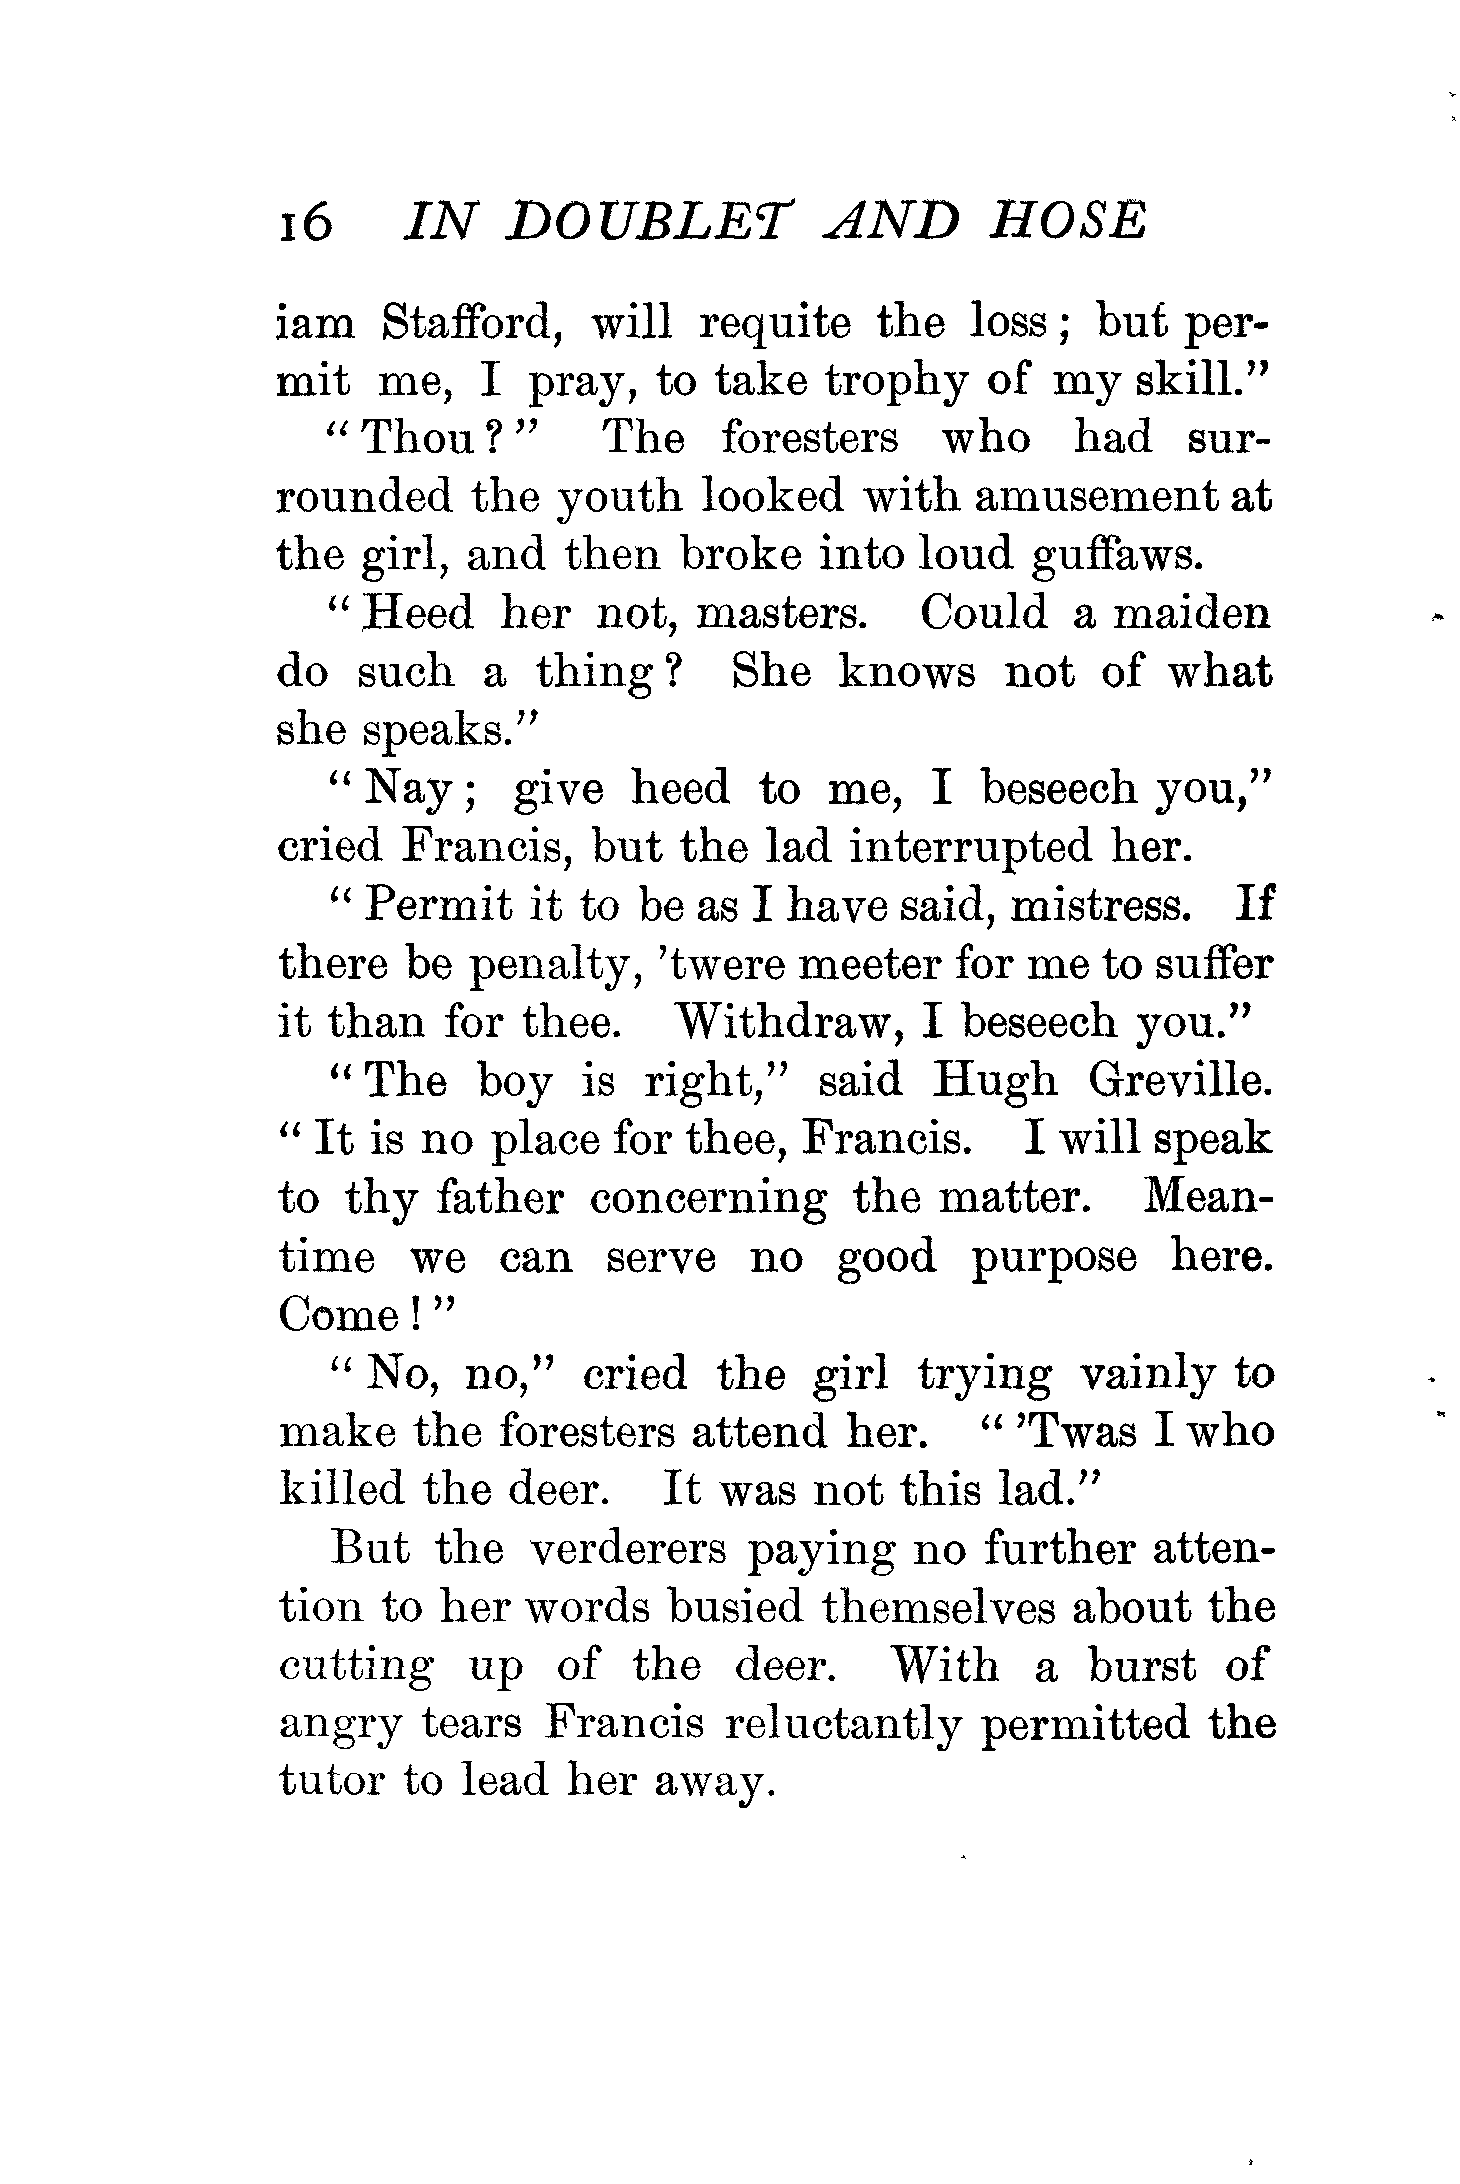 16 IN DOUBLET AND HOSE
iam Stafford, will requite the loss; but per-
mit me, I pray, to take trophy of my skill."
"Thou?" The foresters who had sur-
rounded the youth looked with amusement at
the girl, and then broke into loud guffaws.
"Heed her not, masters. Could a maiden
do such a thing? She knows not of what
she speaks."
"Nay; give heed to me, I beseech you,"
cried Francis, but the lad interrupted her.
"Permit it to be as I have said, mistress. If
there be penalty, 'twere meeter for me to suffer
it than for thee. Withdraw, I beseech you."
"The boy is right," said Hugh Greville.
"It is no place for thee, Francis. I will speak
to thy father concerning the matter. Mean-
time we can serve no good purpose here.
Come!"
"No, no," cried the girl trying vainly to
make the foresters attend her. "'Twas I who
killed the deer. It was not this lad."
But the verderers paying no further atten-
tion to her words busied themselves about the
cutting up of the deer. With a burst of
angry tears Francis reluctantly permitted the
tutor to lead her away.